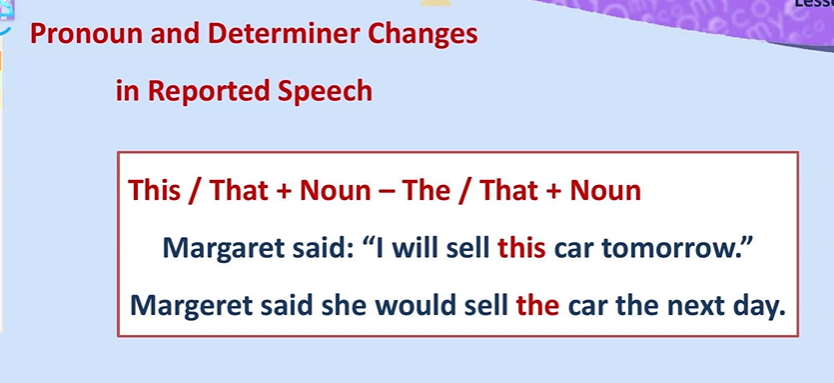 Pronoun and Determiner Changes
in Reported Speech
This / That + Noun – The / That + Noun
Margaret said: “I will sell this car tomorrow.”
Margeret said she would sell the car the next day.